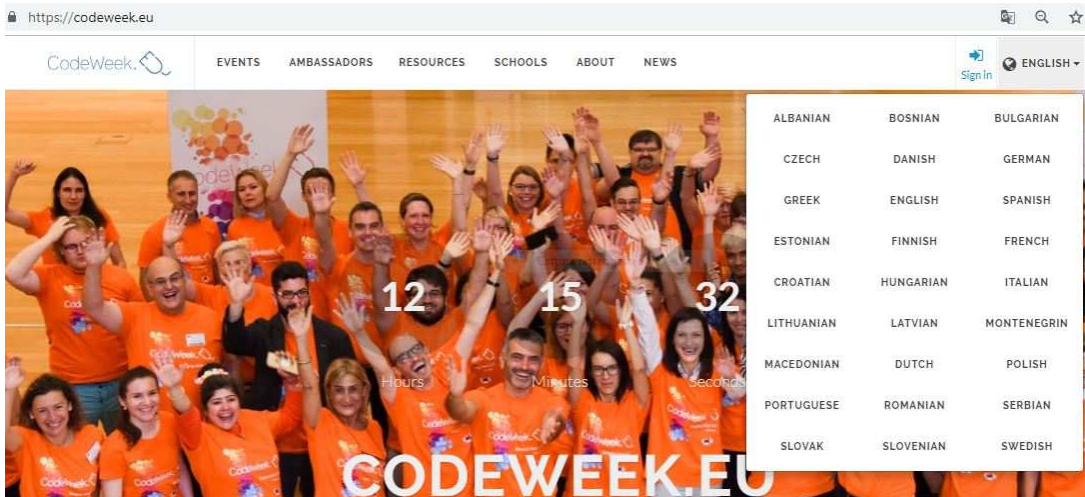 https://codeweek.eu
CodeWeek.
EVENTS AMBASSADORS RESOURCES SCHOOLS ABOUT NEWS
Sign in
ENGLISH
ALBANIAN BOSNIAN BULGARIAN
CZECH DANISH GERMAN
GREEK ENGLISH SPANISH
ESTONIAN FINNISH FRENCH
CROATIAN HUNGARIAN ITALIAN
LITHUANIAN LATVIAN MONTENEGRIN
MACEDONIAN DUTCH POLISH
PORTUGUESE ROMANIAN SERBIAN
SLOVAK SLOVENIAN SWEDISH
12 15 32
Hours Minutes Seconds
CODEWEEK.EU